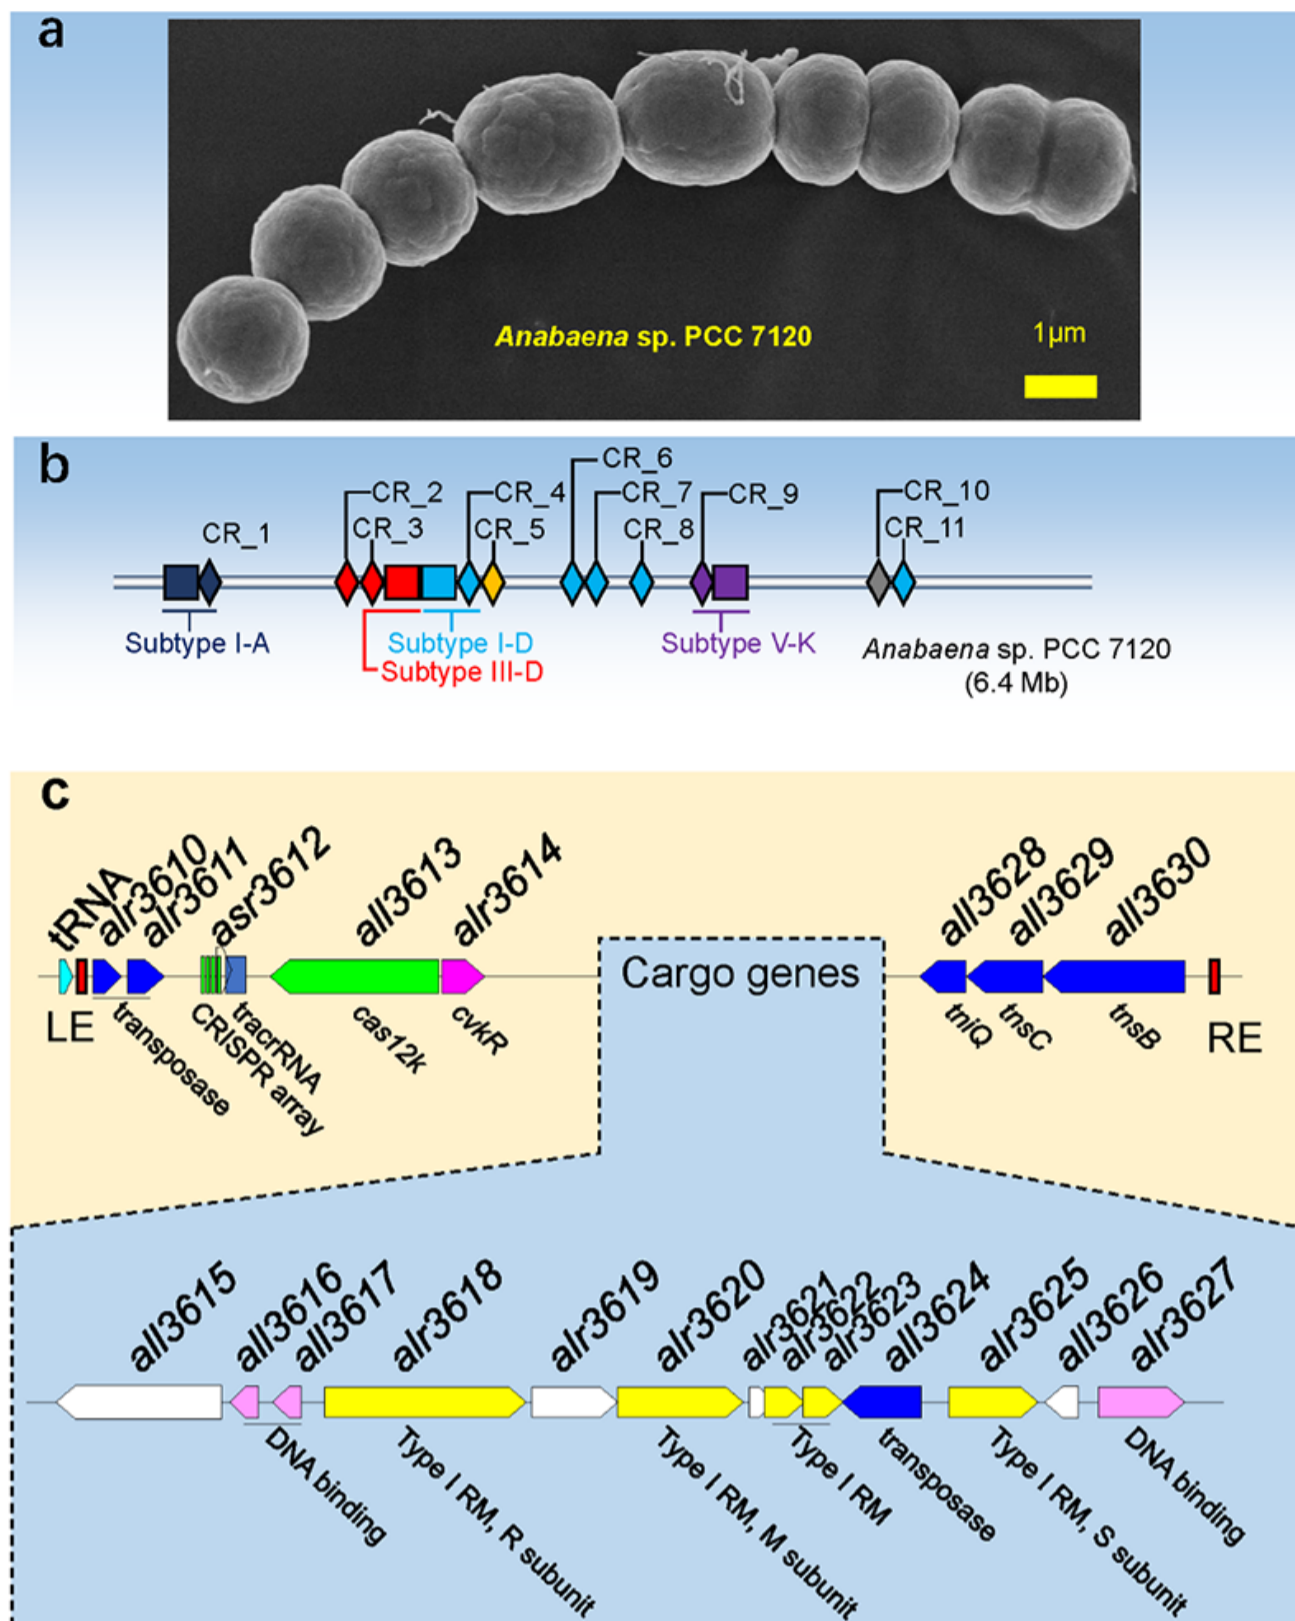 a
Anabaena sp. PCC 7120
1µm
b
CR_6
CR_2
CR_4
CR_7
CR_9
CR_10
CR_1
CR_3
CR_5
CR_8
CR_11
Subtype I-A
Subtype I-D
Subtype V-K
Subtype III-D
Anabaena sp. PCC 7120
(6.4 Mb)
c
tRNA
alr3610
alr3611
asr3612
all3613
alr3614
all3628
all3629
all3630
Cargo genes
LE
transposase
CRISPR array
tracrRNA
cas12k
cvkR
tniQ
tnsC
tnsB
RE
all3615
all3616
all3617
alr3618
alr3619
alr3620
alr3621
alr3622
alr3623
all3624
alr3625
all3626
alr3627
DNA binding
Type I RM, R subunit
Type I RM, M subunit
Type I RM
transposase
Type I RM, S subunit
DNA binding